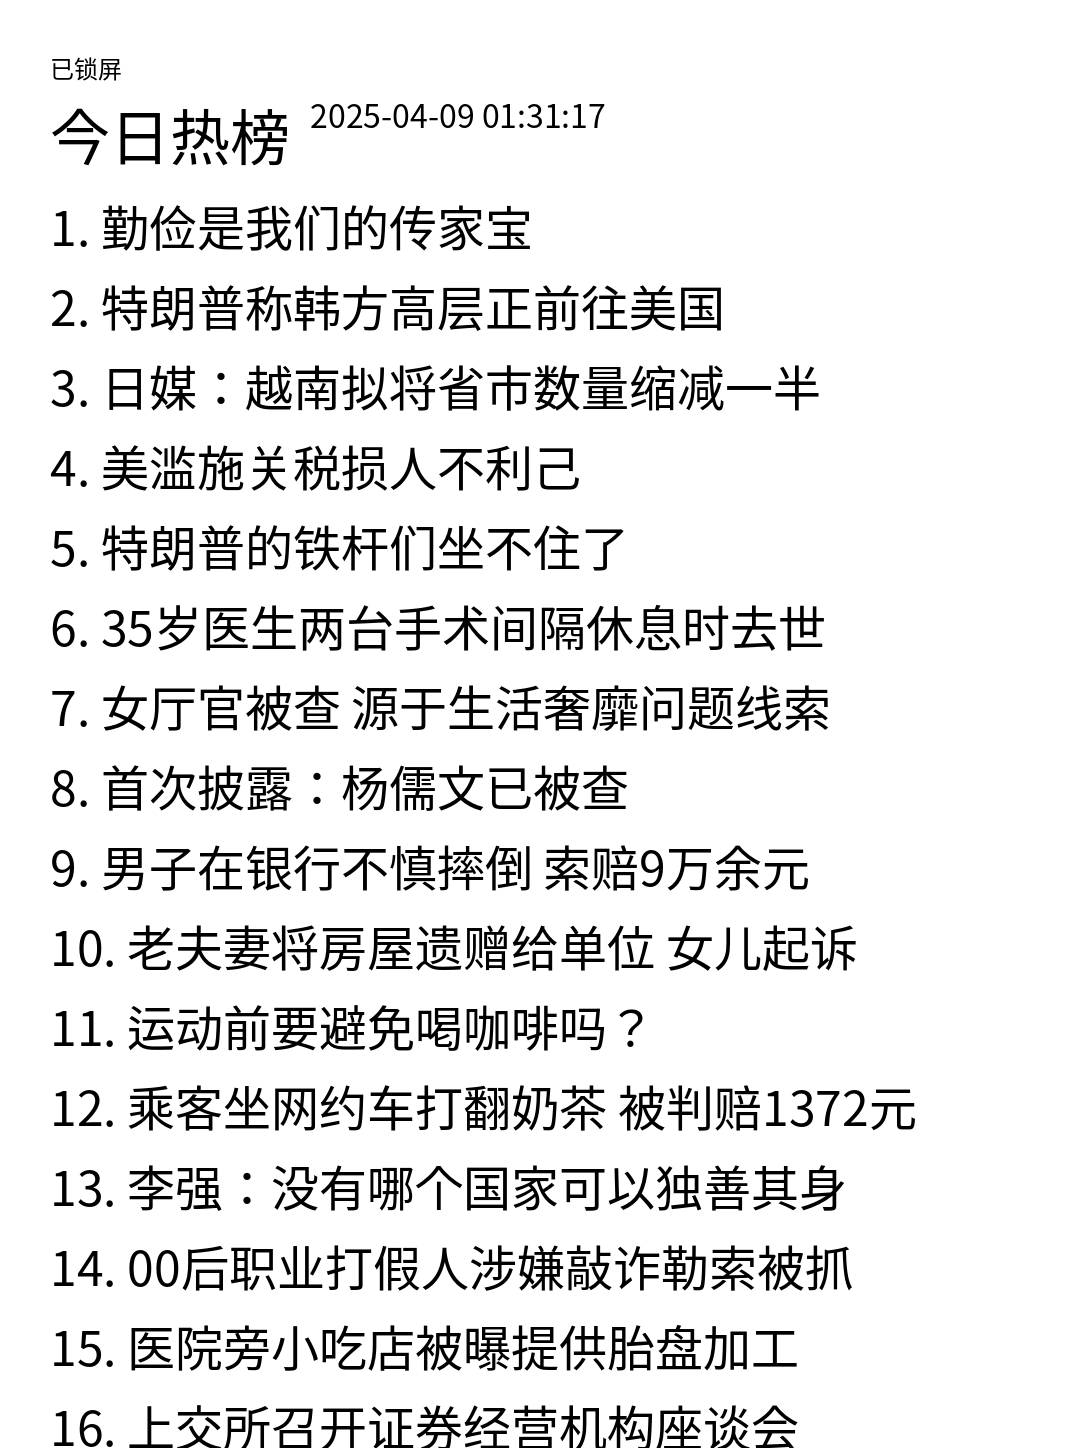 已锁屏
今日热榜 2025-04-09 01:31:17
1. 勤俭是我们的传家宝
2. 特朗普称韩方高层正前往美国
3. 日媒：越南拟将省市数量缩减一半
4. 美滥施关税损人不利己
5. 特朗普的铁杆们坐不住了
6. 35岁医生两台手术间隔休息时去世
7. 女厅官被查 源于生活奢靡问题线索
8. 首次披露：杨儒文已被查
9. 男子在银行不慎摔倒 索赔9万余元
10. 老夫妻将房屋遗赠给单位 女儿起诉
11. 运动前要避免喝咖啡吗？
12. 乘客坐网约车打翻奶茶 被判赔1372元
13. 李强：没有哪个国家可以独善其身
14. 00后职业打假人涉嫌敲诈勒索被抓
15. 医院旁小吃店被曝提供胎盘加工
16. 上交所召开证券经营机构座谈会